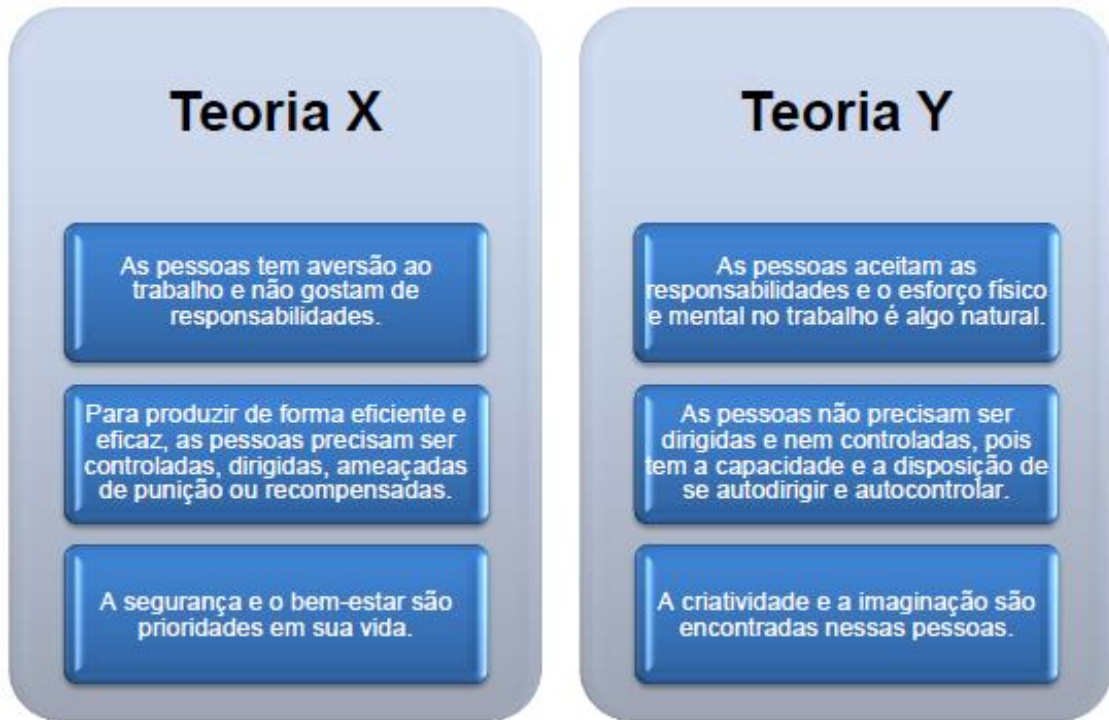 Teoria X
As pessoas tem aversão ao
trabalho e não gostam de
responsabilidades.
Para produzir de forma eficiente e
eficaz, as pessoas precisam ser
controladas, dirigidas, ameaçadas
de punição ou recompensadas.
A segurança e o bem-estar são
prioridades em sua vida.
Teoria Y
As pessoas aceitam as
responsabilidades e o esforço físico
e mental no trabalho é algo natural.
As pessoas não precisam ser
dirigidas e nem controladas, pois
tem a capacidade e a disposição de
se autodirigir e autocontrolar.
A criatividade e a imaginação são
encontradas nessas pessoas.